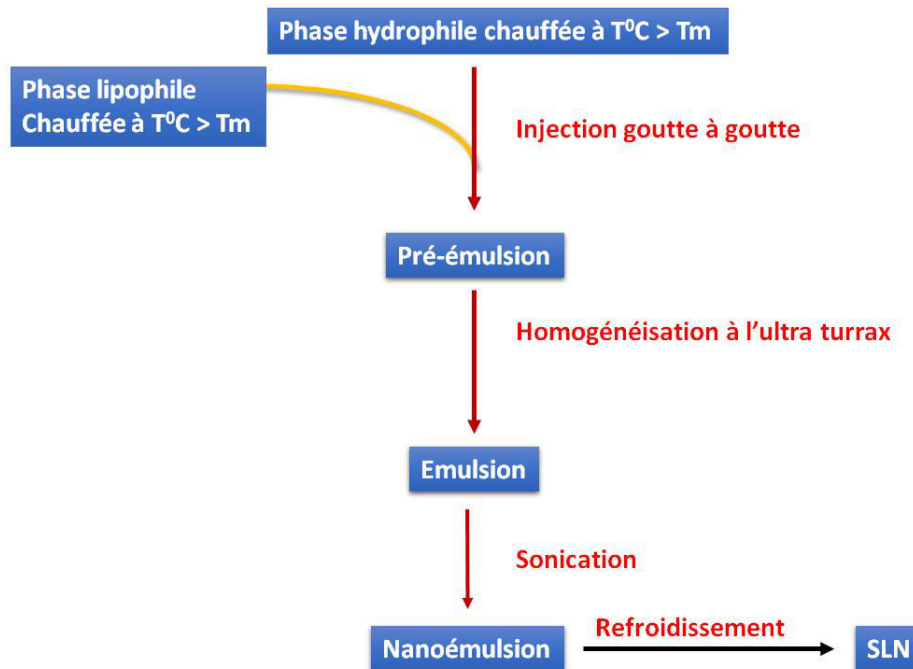 Phase hydrophile chauffée à T⁰C > Tm
Phase lipophile
Chauffée à T⁰C > Tm
Injection goutte à goutte
Pré-émulsion
Homogénéisation à l'ultra turrax
Emulsion
Sonication
Nanoémulsion
Refroidissement
SLN